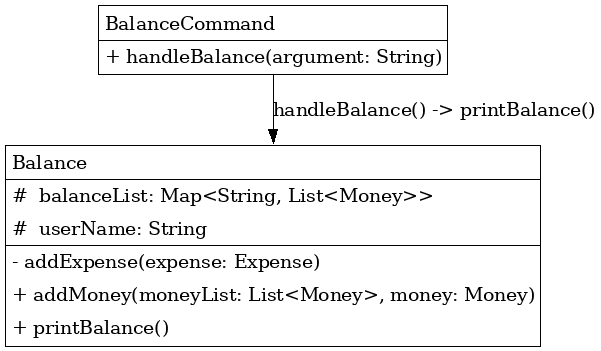 BalanceCommand
+ handleBalance(argument: String)
handleBalance() -> printBalance()
Balance
#  balanceList: Map<String, List<Money>>
#  userName: String
- addExpense(expense: Expense)
+ addMoney(moneyList: List<Money>, money: Money)
+ printBalance()